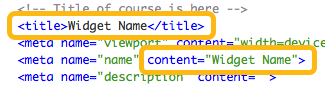 <!-- Title of course is here -->
<title>Widget Name</title>
<meta name="viewport" content="width=device
<meta name="name" content="Widget Name">
<meta name="description" content="">